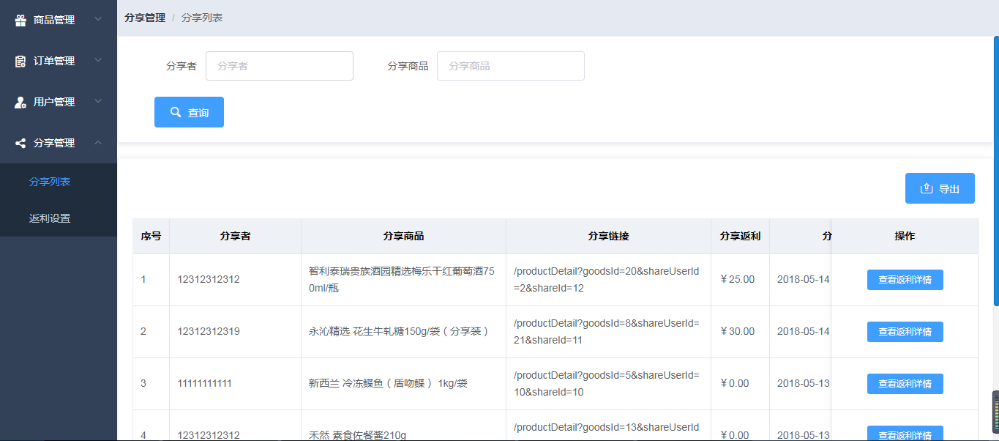 商品管理
订单管理
用户管理
分享管理
分享列表
返利设置
分享管理 / 分享列表
分享者 分享者 分享商品 分享商品
查询
导出
序号 分享者 分享商品 分享链接 分享返利 分 操作
1 12312312312 智利泰瑞贵族酒园精选梅乐干红葡萄酒75 /productDetail?goodsId=20&shareUserId ¥25.00 2018-05-14 查看返利详情
0ml/瓶 =2&shareId=12
2 12312312319 永沁精选 花生牛轧糖150g/袋（分享装） /productDetail?goodsId=8&shareUserId= ¥30.00 2018-05-14 查看返利详情
21&shareId=11
3 11111111111 新西兰 冷冻鲽鱼（盾吻鲽） 1kg/袋 /productDetail?goodsId=5&shareUserId= ¥0.00 2018-05-13 查看返利详情
10&shareId=10
4 12312312312 禾然 素食佐餐酱210g /productDetail?goodsId=13&shareUserId ¥0.00 2018-05-13 查看返利详情